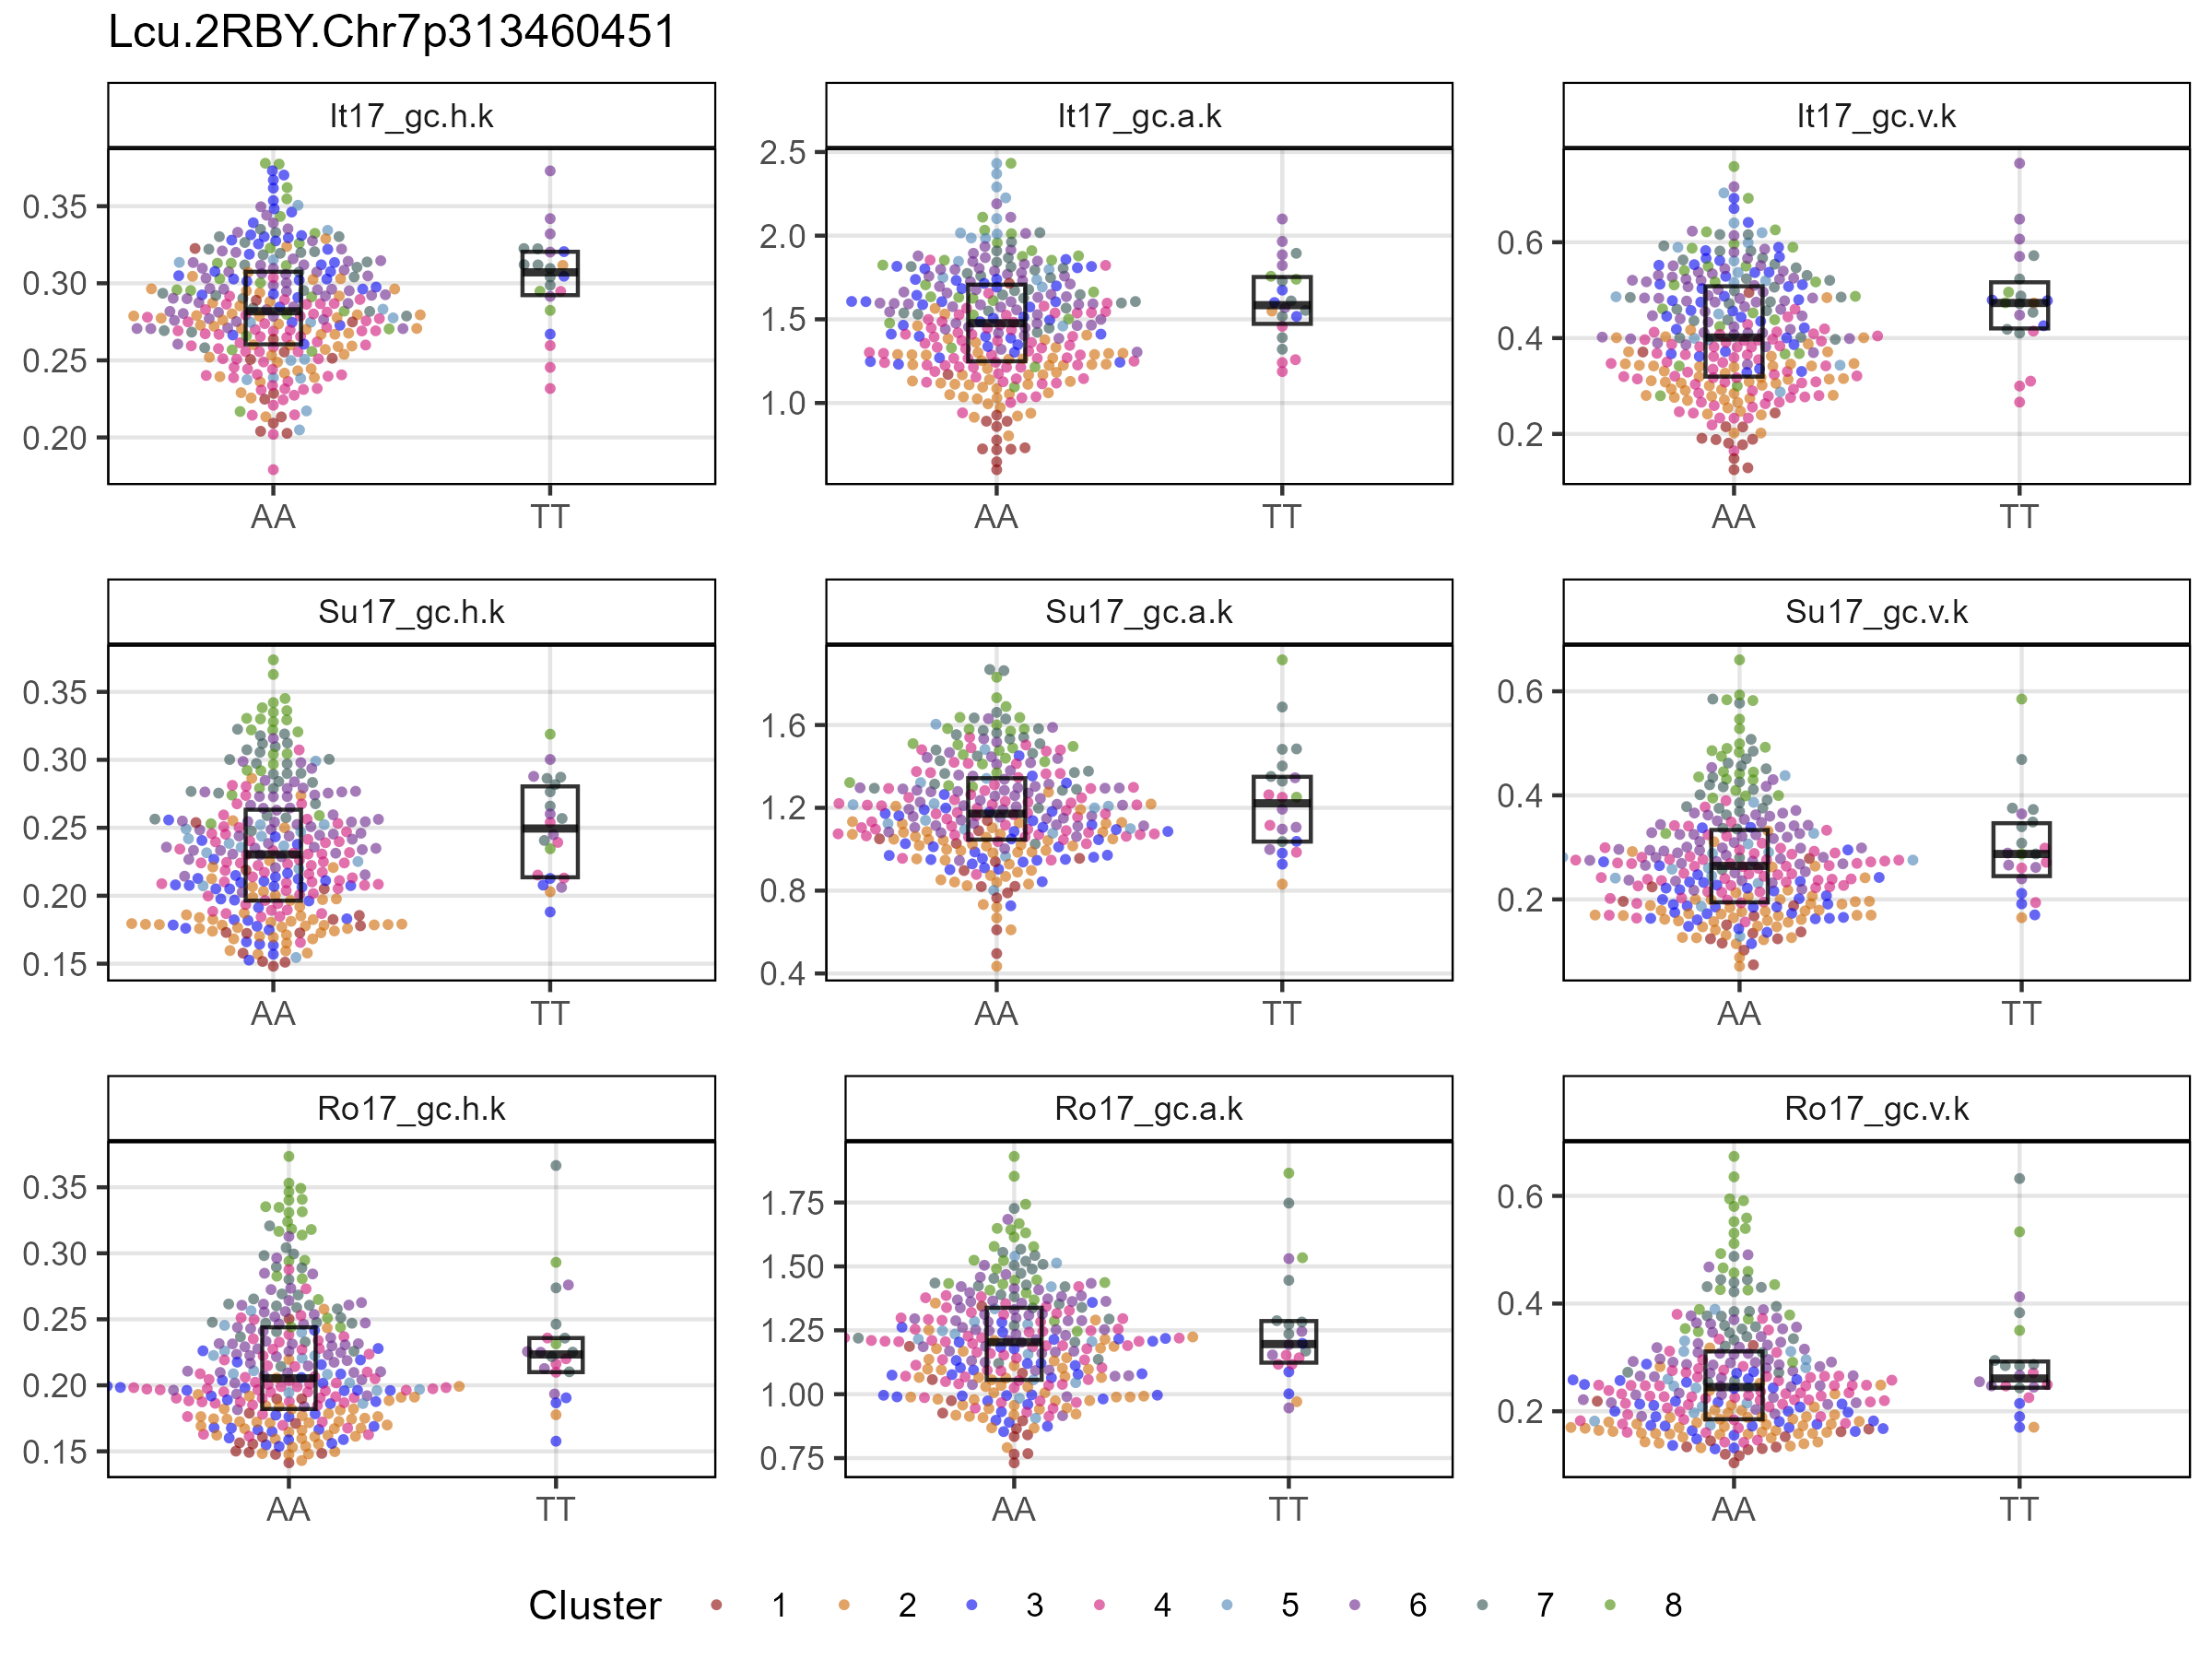 Lcu.2RBY.Chr7p313460451
It17_gc.h.k
It17_gc.a.k
It17_gc.v.k
0.35
0.30
0.25
0.20
AA TT
2.5
2.0
1.5
1.0
AA TT
0.6
0.4
0.2
AA TT
Su17_gc.h.k
Su17_gc.a.k
Su17_gc.v.k
0.35
0.30
0.25
0.20
0.15
AA TT
1.6
1.2
0.8
0.4
AA TT
0.6
0.4
0.2
AA TT
Ro17_gc.h.k
Ro17_gc.a.k
Ro17_gc.v.k
0.35
0.30
0.25
0.20
0.15
AA TT
1.75
1.50
1.25
1.00
0.75
AA TT
0.6
0.4
0.2
AA TT
Cluster 1 2 3 4 5 6 7 8